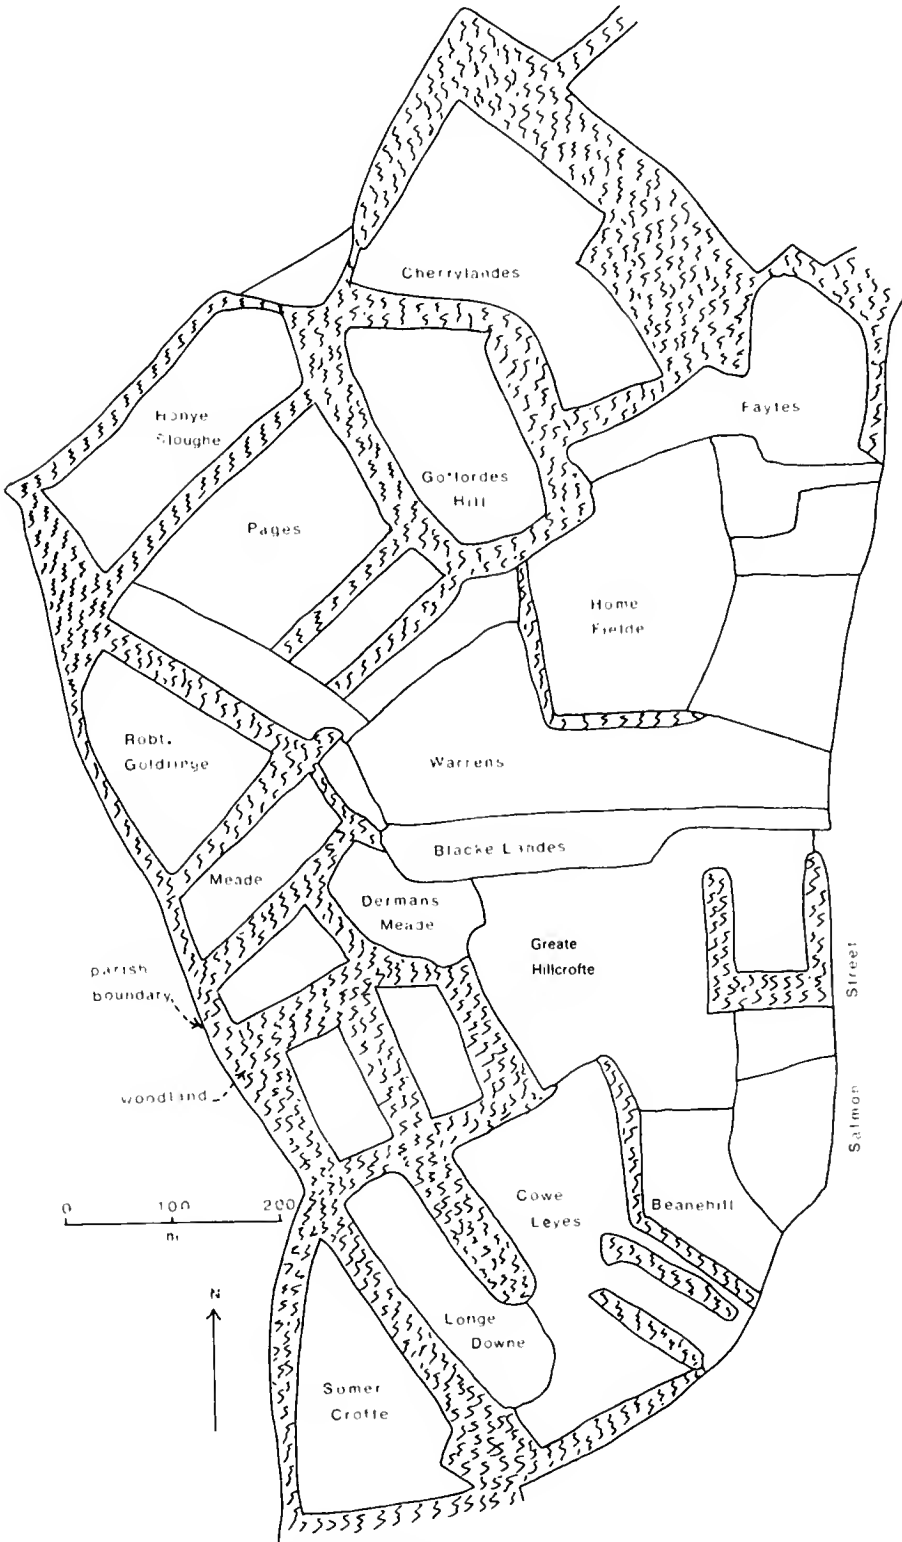 Cherrylandes
Honye
Sloughe
Faytes
Golfordes
Hill
Pages
Home
Fielde
Robt.
Goldringe
Warrens
Blacke Landes
Meade
Dermans
Meade
Greate
Hillcrofte
parish
boundary
woodland
Street
Salmon
0 100 200
m
Cowe
Leyes
Beanehill
N
Longe
Downe
Somer
Crofte